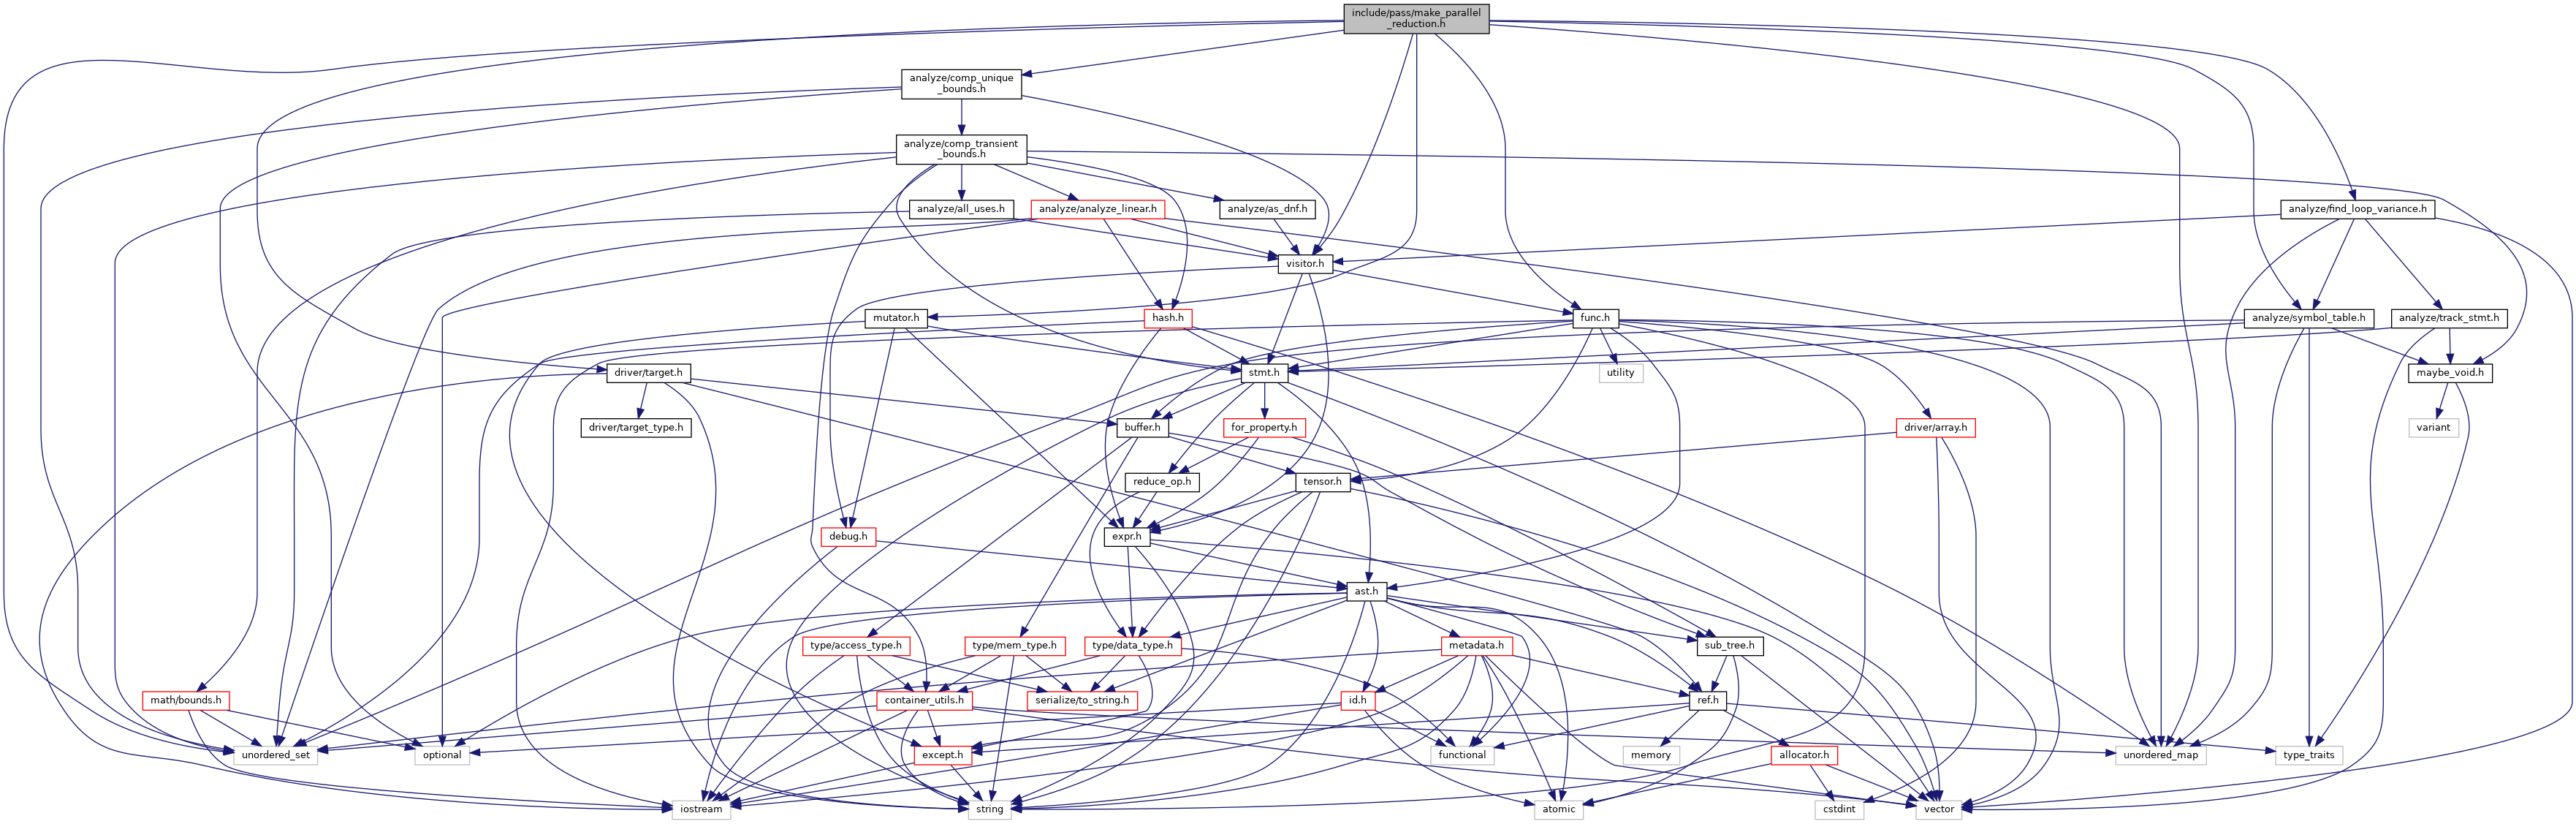 include/pass/make_parallel
_reduction.h
analyze/comp_unique
_bounds.h
analyze/comp_transient
_bounds.h
analyze/all_uses.h
analyze/analyze_linear.h
analyze/as_dnf.h
analyze/find_loop_variance.h
visitor.h
mutator.h
hash.h
func.h
analyze/symbol_table.h
analyze/track_stmt.h
driver/target.h
stmt.h
utility
maybe_void.h
driver/target_type.h
buffer.h
for_property.h
driver/array.h
variant
reduce_op.h
tensor.h
debug.h
expr.h
ast.h
type/access_type.h
type/mem_type.h
type/data_type.h
metadata.h
sub_tree.h
math/bounds.h
container_utils.h
serialize/to_string.h
id.h
ref.h
unordered_set
optional
except.h
functional
memory
allocator.h
unordered_map
type_traits
iostream
string
atomic
cstdint
vector